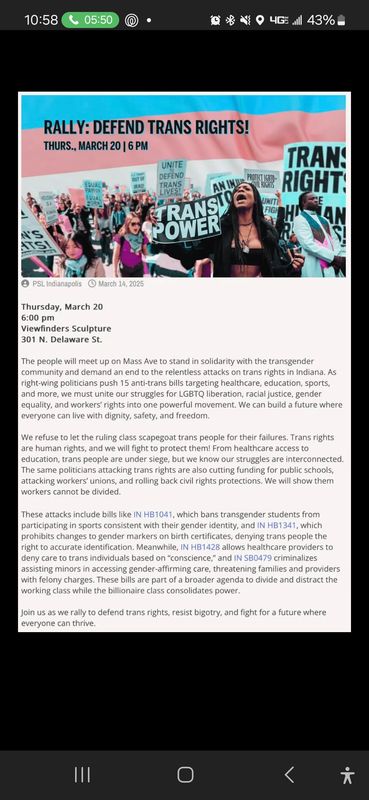 10:58
05:50
4GE
43%
RALLY: DEFEND TRANS RIGHTS!
THURS., MARCH 20 | 6 PM
UNITE
DEFEND
TRANS
LIVES!
EQUAL
TRANS
POWER
PROTECT LGBTQ+
CIVIL RIGHTS
AN INJ
UNIT
FIGH
TRANS
RIGHT
ARE
HUMAN
PSL Indianapolis
March 14, 2025
Thursday, March 20
6:00 pm
Viewfinders Sculpture
301 N. Delaware St.
The people will meet up on Mass Ave to stand in solidarity with the transgender
community and demand an end to the relentless attacks on trans rights in Indiana. As
right-wing politicians push 15 anti-trans bills targeting healthcare, education, sports,
and more, we must unite our struggles for LGBTQ liberation, racial justice, gender
equality, and workers’ rights into one powerful movement. We can build a future where
everyone can live with dignity, safety, and freedom.
We refuse to let the ruling class scapegoat trans people for their failures. Trans rights
are human rights, and we will fight to protect them! From healthcare access to
education, trans people are under siege, but we know our struggles are interconnected.
The same politicians attacking trans rights are also cutting funding for public schools,
attacking workers’ unions, and rolling back civil rights protections. We will show them
workers cannot be divided.
These attacks include bills like IN HB1041, which bans transgender students from
participating in sports consistent with their gender identity, and IN HB1341, which
prohibits changes to gender markers on birth certificates, denying trans people the
right to accurate identification. Meanwhile, IN HB1428 allows healthcare providers to
deny care to trans individuals based on “conscience,” and IN SB0479 criminalizes
assisting minors in accessing gender-affirming care, threatening families and providers
with felony charges. These bills are part of a broader agenda to divide and distract the
working class while the billionaire class consolidates power.
Join us as we rally to defend trans rights, resist bigotry, and fight for a future where
everyone can thrive.